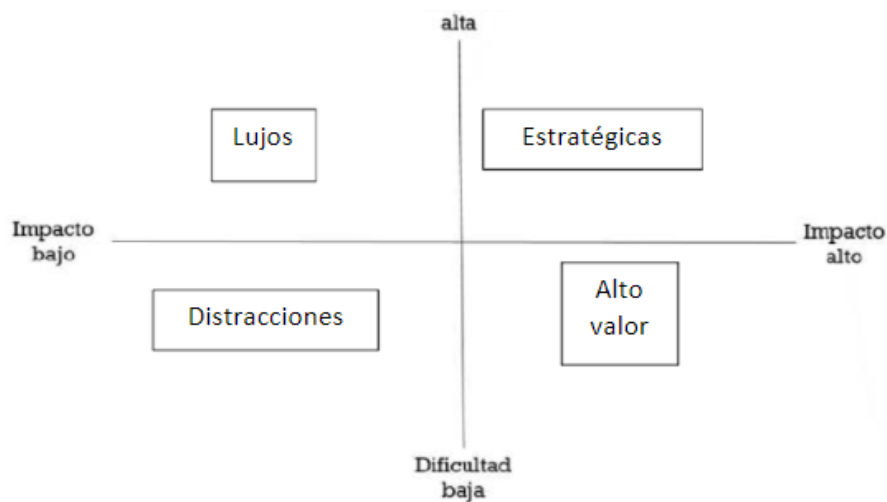 alta
Lujos
Estratégicas
Impacto
bajo
Impacto
alto
Distracciones
Alto
valor
Dificultad
baja